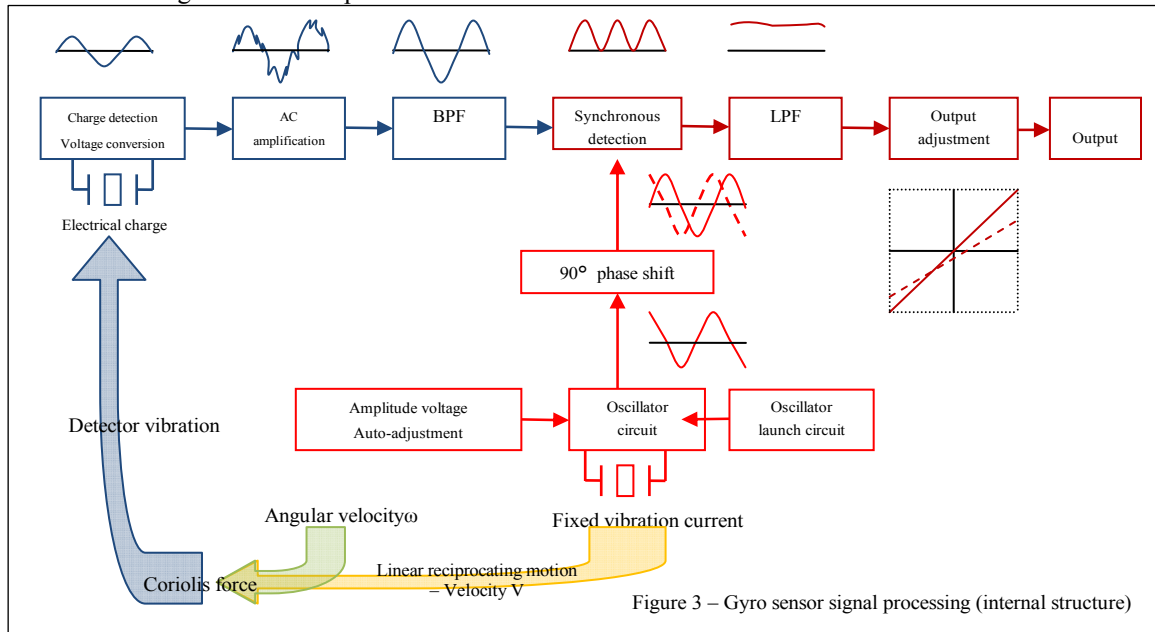 Charge detection
Voltage conversion
AC
amplification
BPF
Synchronous
detection
LPF
Output
adjustment
Output
Electrical charge
90° phase shift
Detector vibration
Amplitude voltage
Auto-adjustment
Oscillator
circuit
Oscillator
launch circuit
Angular velocityω
Fixed vibration current
Coriolis force
Linear reciprocating motion
– Velocity V
Figure 3 – Gyro sensor signal processing (internal structure)